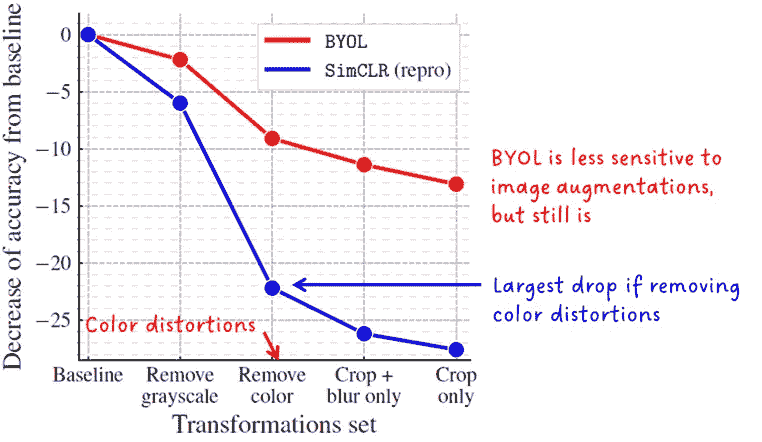 Decrease of accuracy from baseline
0
−5
−10
−15
−20
−25
BYOL
SimCLR (repro)
BYOL is less sensitive to
image augmentations,
but still is
Largest drop if removing
color distortions
Color distortions
Baseline
Remove
grayscale
Remove
color
Crop +
blur only
Crop
only
Transformations set